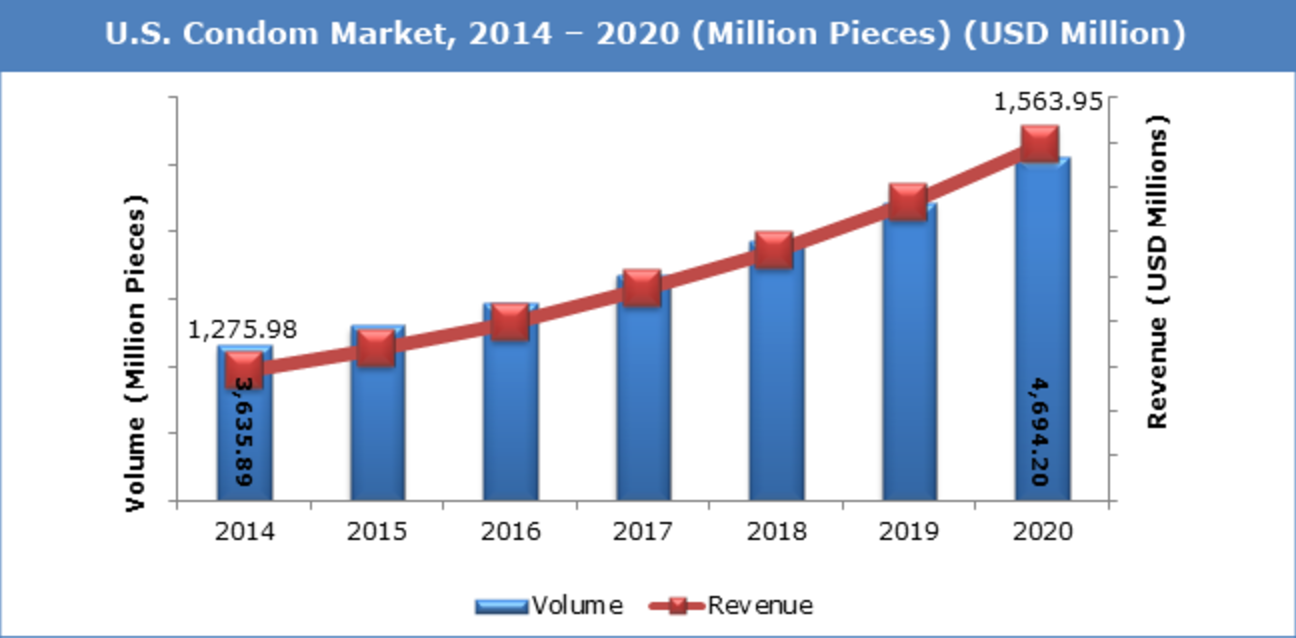 U.S. Condom Market, 2014 – 2020 (Million Pieces) (USD Million)
1,563.95
1,275.98
Volume (Million Pieces)
Revenue (USD Millions)
3,635.89
4,694.20
2014 2015 2016 2017 2018 2019 2020
Volume Revenue